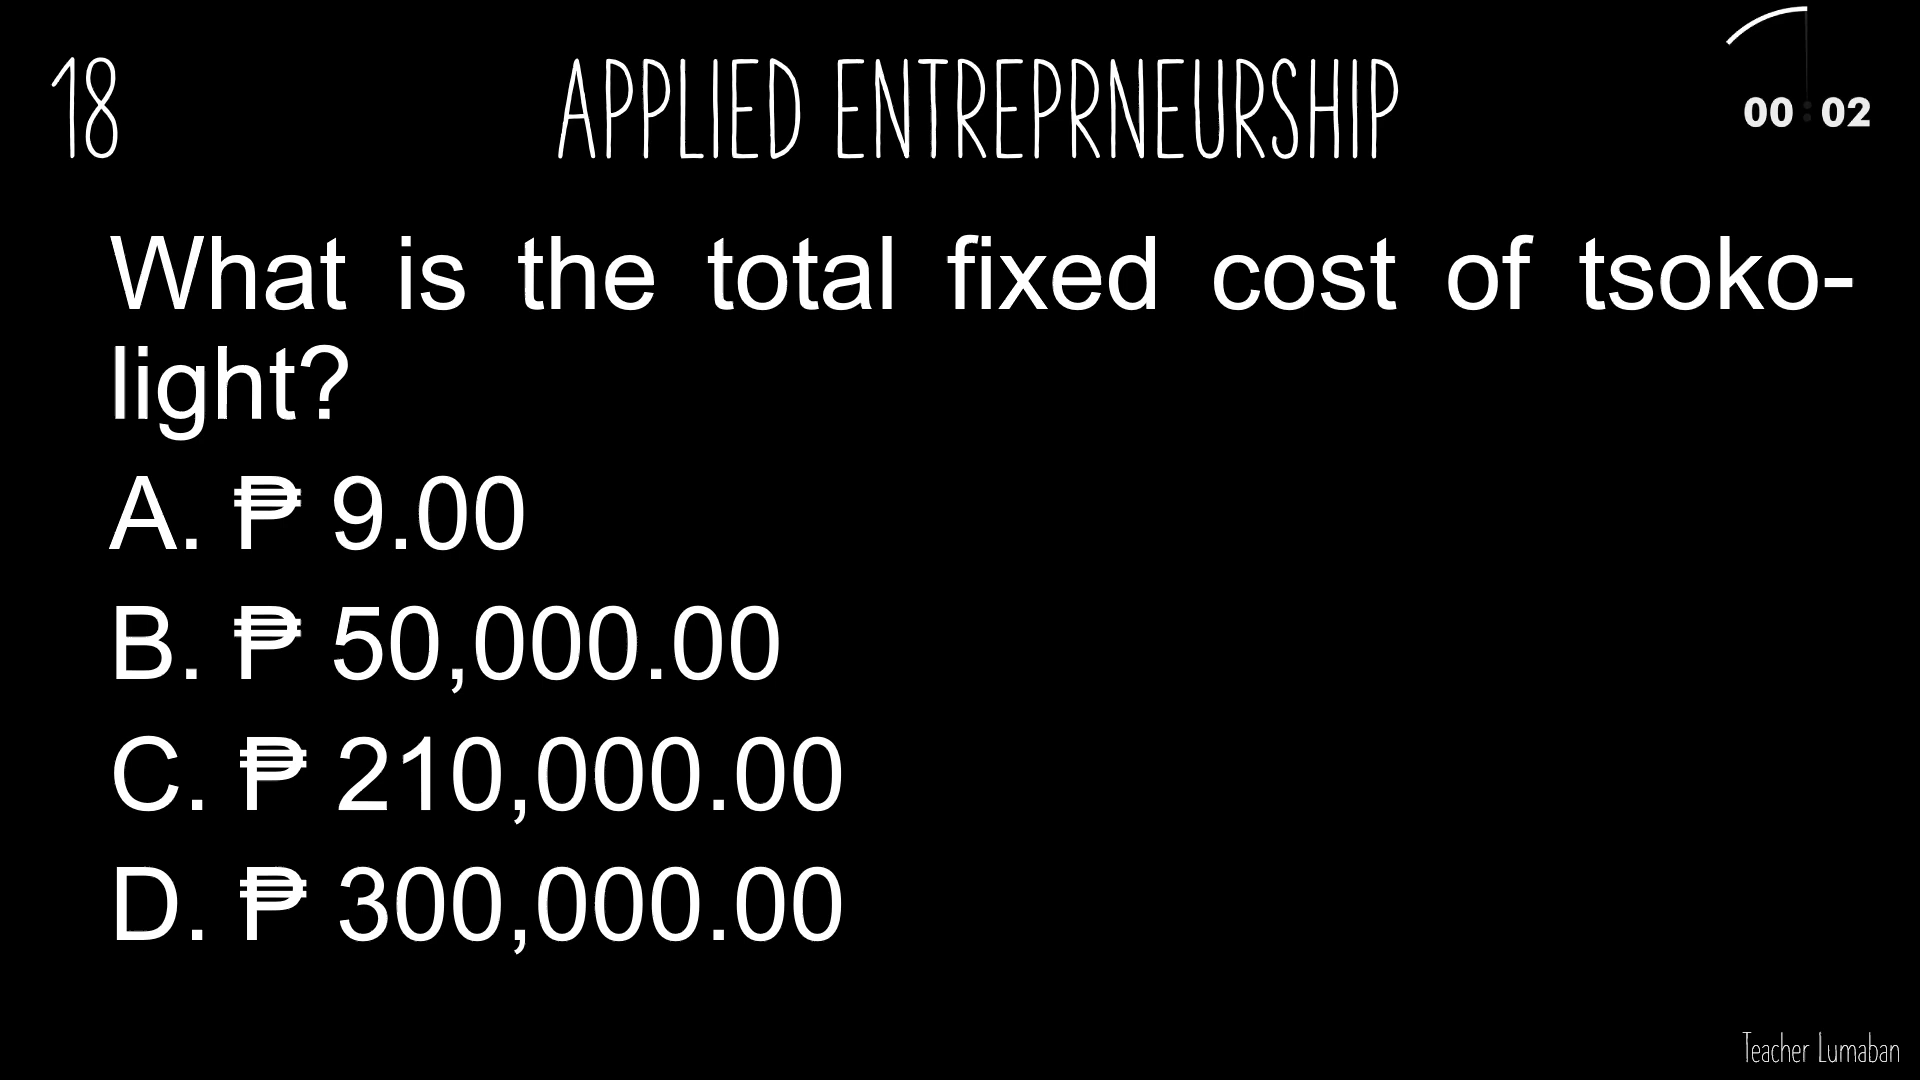 18
APPLIED ENTREPRNEURSHIP
00:02
What is the total fixed cost of tsoko-
light?
A. ₱ 9.00
B. ₱ 50,000.00
C. ₱ 210,000.00
D. ₱ 300,000.00
Teacher Lumaban